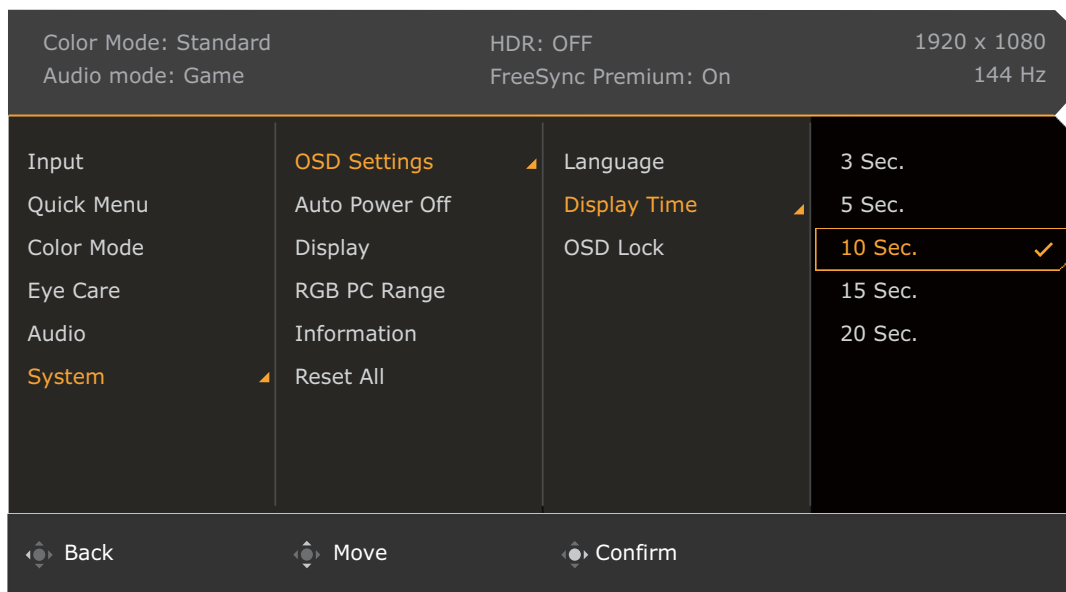 Color Mode: Standard
HDR: OFF
1920 x 1080
Audio mode: Game
FreeSync Premium: On
144 Hz
Input
Quick Menu
Color Mode
Eye Care
Audio
System
OSD Settings
Auto Power Off
Display
RGB PC Range
Information
Reset All
Language
Display Time
OSD Lock
3 Sec.
5 Sec.
10 Sec.
15 Sec.
20 Sec.
Back
Move
Confirm